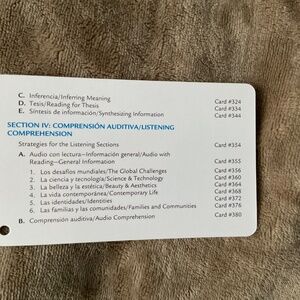 C. Inferencia/Inferring Meaning Card #324
D. Tesis/Reading for Thesis Card #334
E. Síntesis de información/Synthesizing Information Card #344
SECTION IV: COMPRENSIÓN AUDITIVA/LISTENING
COMPREHENSION
Strategies for the Listening Sections Card #354
A. Audio con lectura—Información general/Audio with
Reading—General Information Card #355
1. Los desafíos mundiales/The Global Challenges Card #356
2. La ciencia y tecnología/Science & Technology Card #360
3. La belleza y la estética/Beauty & Aesthetics Card #364
4. La vida contemporánea/Contemporary Life Card #368
5. Las identidades/Identities Card #372
6. Las familias y las comunidades/Families and Communities Card #376
B. Comprensión auditiva/Audio Comprehension Card #380